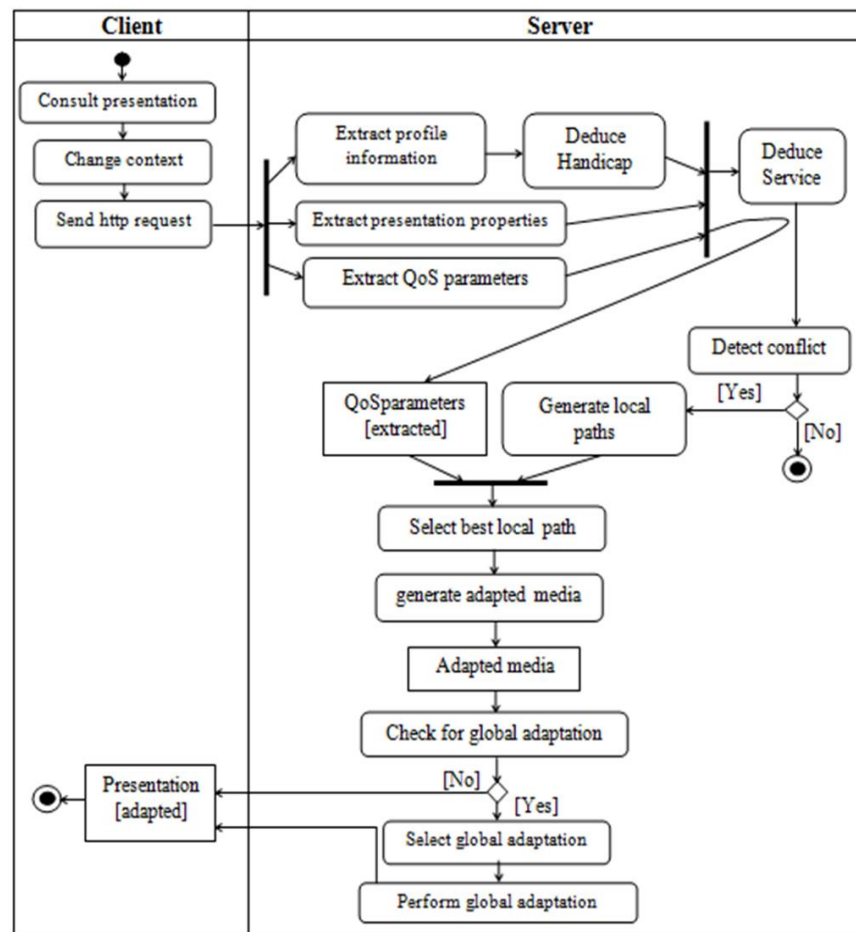 Client
Server
Consult presentation
Change context
Send http request
Extract profile
information
Deduce
Handicap
Deduce
Service
Extract presentation properties
Extract QoS parameters
Detect conflict
[Yes]
[No]
QoSparameters
[extracted]
Generate local
paths
Select best local path
generate adapted media
Adapted media
Check for global adaptation
[No]
[Yes]
Presentation
[adapted]
Select global adaptation
Perform global adaptation